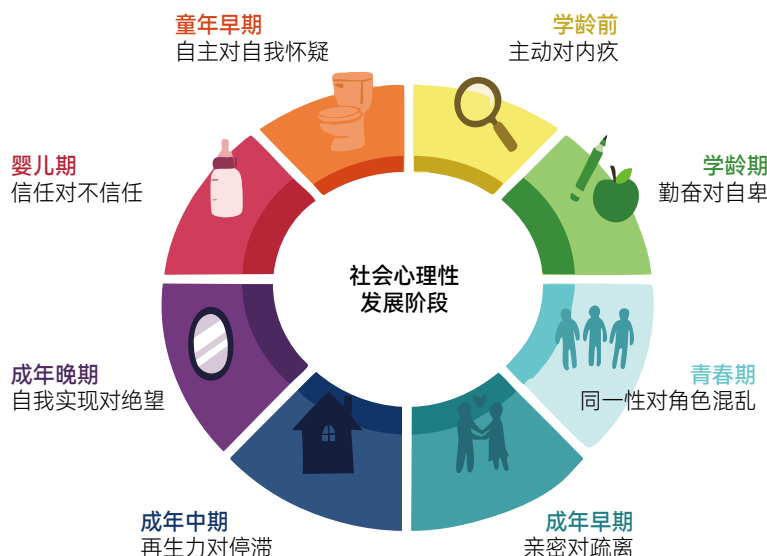 童年早期
自主对自我怀疑
学龄前
主动对内疚
婴儿期
信任对不信任
学龄期
勤奋对自卑
社会心理性
发展阶段
成年晚期
自我实现对绝望
青春期
同一性对角色混乱
成年中期
再生力对停滞
成年早期
亲密对疏离